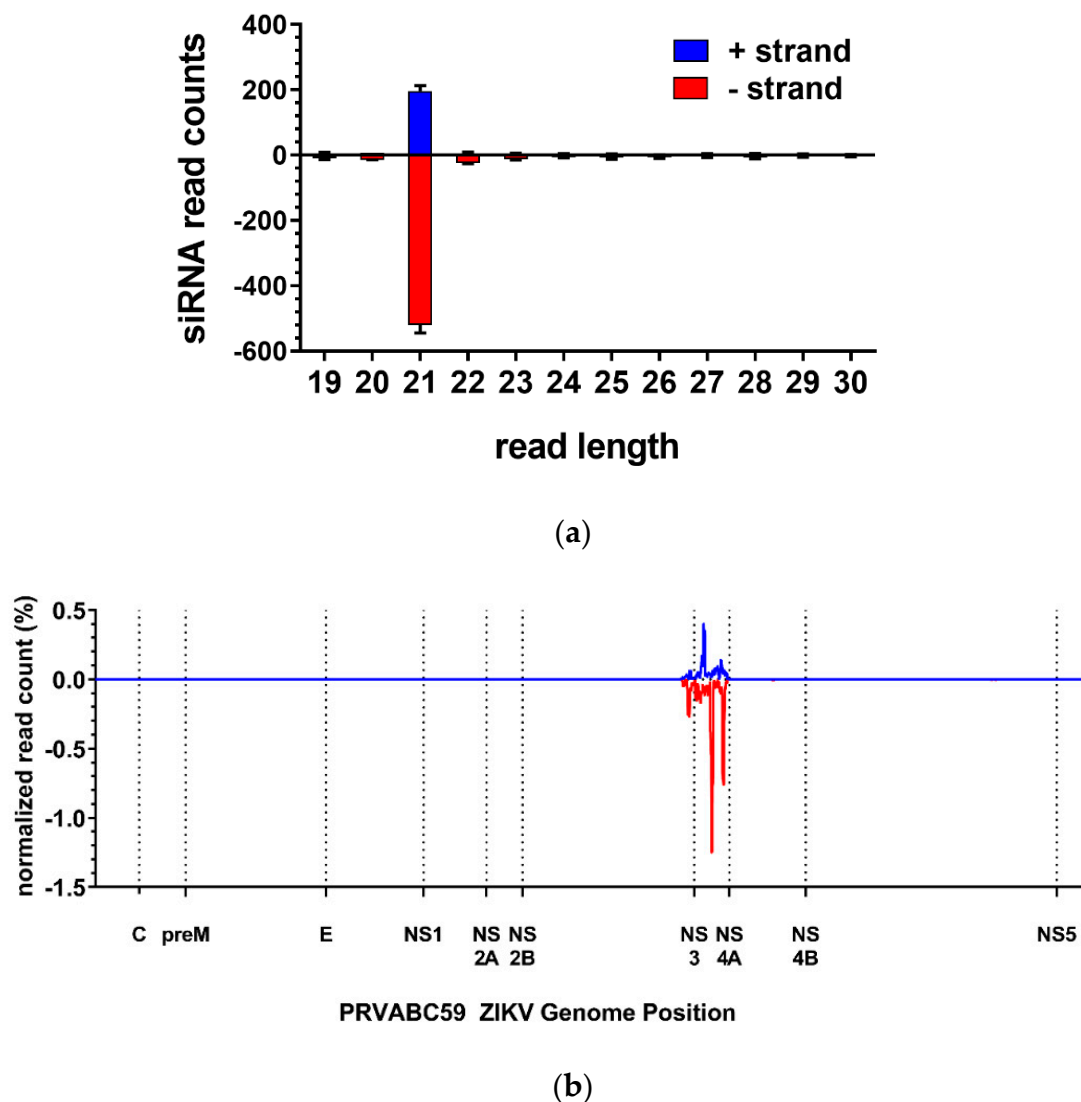 siRNA read counts
400
200
0
-200
-400
-600
+ strand
- strand
19 20 21 22 23 24 25 26 27 28 29 30
read length
(a)
normalized read count (%)
0.5
0.0
-0.5
-1.0
-1.5
C preM E NS1 NS NS NS NS NS NS5
2A 2B 3 4A 4B
PRVABC59 ZIKV Genome Position
(b)